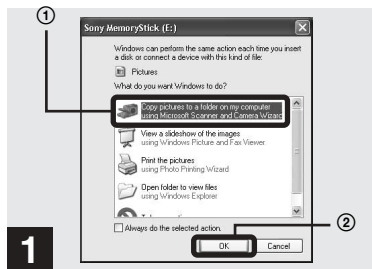 ①
Sony MemoryStick (E:)
Windows can perform the same action each time you insert
a disk or connect a device with this kind of file:
Pictures
What do you want Windows to do?
Copy pictures to a folder on my computer
using Microsoft Scanner and Camera Wizard
View a slideshow of the images
using Windows Picture and Fax Viewer
Print the pictures
using Photo Printing Wizard
Open folder to view files
using Windows Explorer
Always do the selected action.
②
OK
Cancel
1